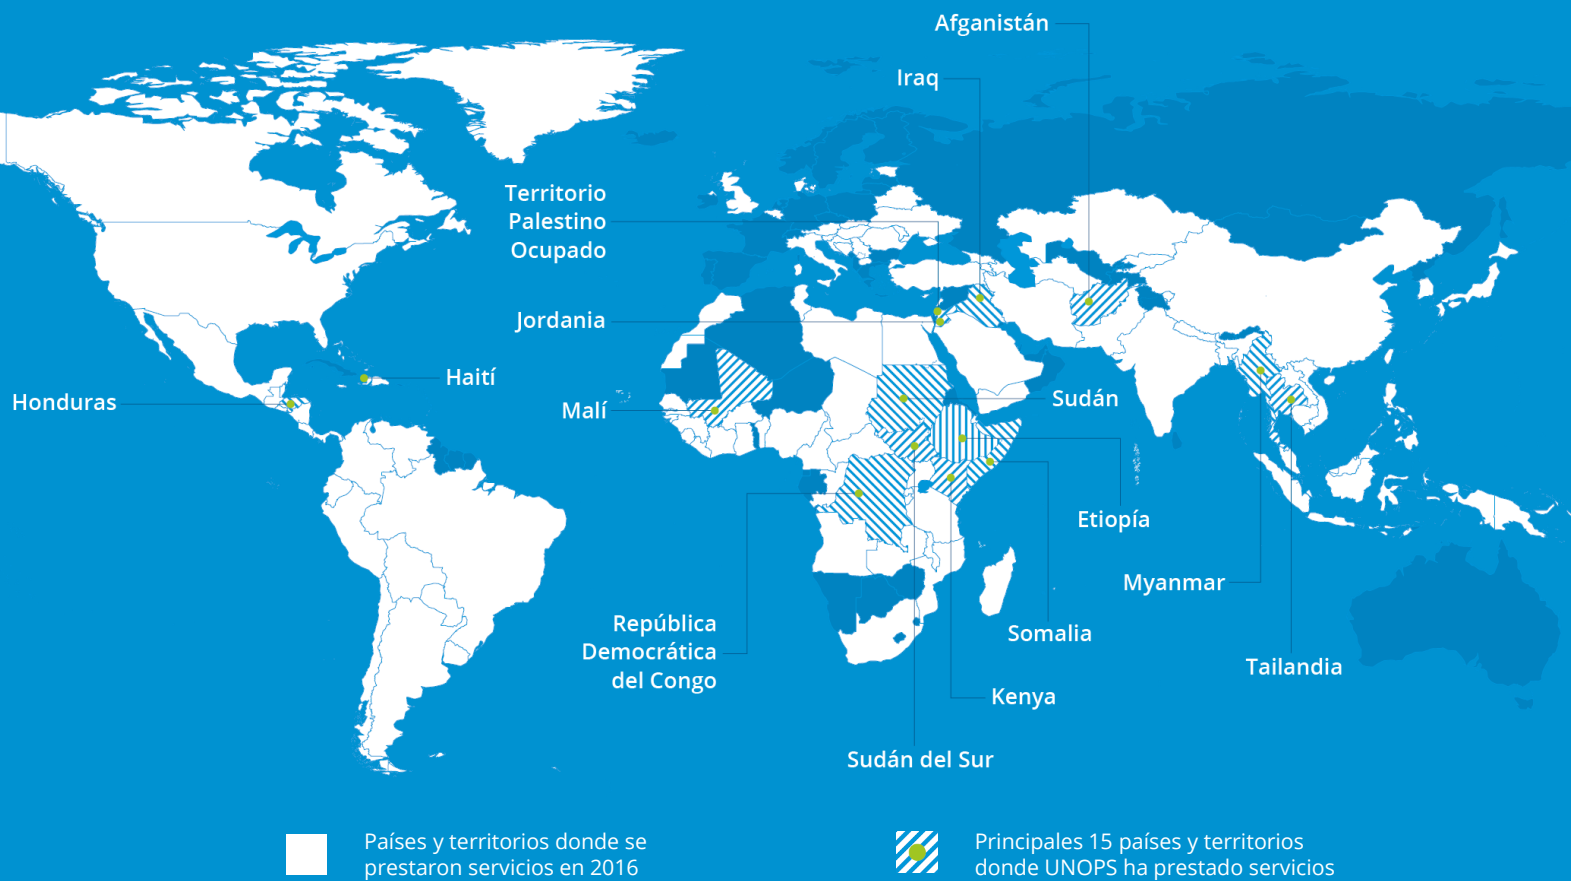 Afganistán
Iraq
Territorio
Palestino
Ocupado
Jordania
Haití
Honduras
Malí
Sudán
Etiopía
Myanmar
República
Democrática
del Congo
Somalia
Tailandia
Kenya
Sudán del Sur
Países y territorios donde se
prestaron servicios en 2016
Principales 15 países y territorios
donde UNOPS ha prestado servicios